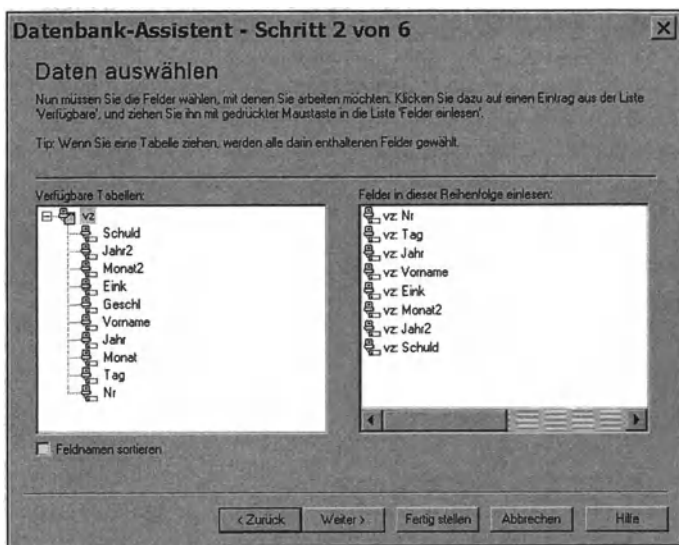 Datenbank-Assistent - Schritt 2 von 6
Daten auswählen
Nun müssen Sie die Felder wählen, mit denen Sie arbeiten möchten. Klicken Sie dazu auf einen Eintrag aus der Liste
'Verfügbare', und ziehen Sie ihn mit gedrückter Maustaste in die Liste 'Felder einlesen'.
Tip: Wenn Sie eine Tabelle ziehen, werden alle darin enthaltenen Felder gewählt.
Verfügbare Tabellen:
vz
Schuld
Jahr2
Monat2
Eink
Geschl
Vorname
Jahr
Monat
Tag
Nr
Feldnamen sortieren
Felder in dieser Reihenfolge einlesen:
vz: Nr
vz: Tag
vz: Jahr
vz: Vorname
vz: Eink
vz: Monat2
vz: Jahr2
vz: Schuld
< Zurück
Weiter >
Fertig stellen
Abbrechen
Hilfe